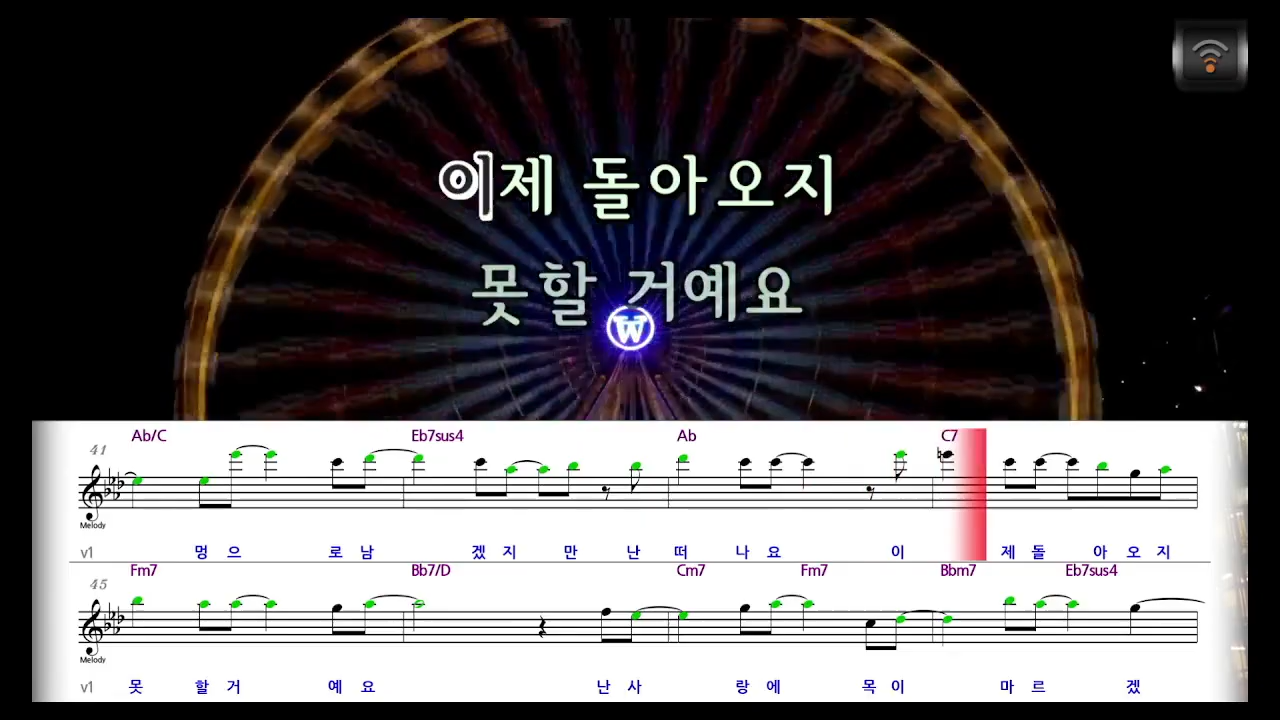 이제 돌아오지
못할 거예요
W
Ab/C Eb7sus4 Ab C7
41
Melody
v1 멍 으 로 남 겠 지 만 난 떠 나 요 이 제 돌 아 오 지
Fm7 Bb7/D Cm7 Fm7 Bbm7 Eb7sus4
45
Melody
v1 못 할 거 예 요 난 사 랑 에 목 이 마 르 겠